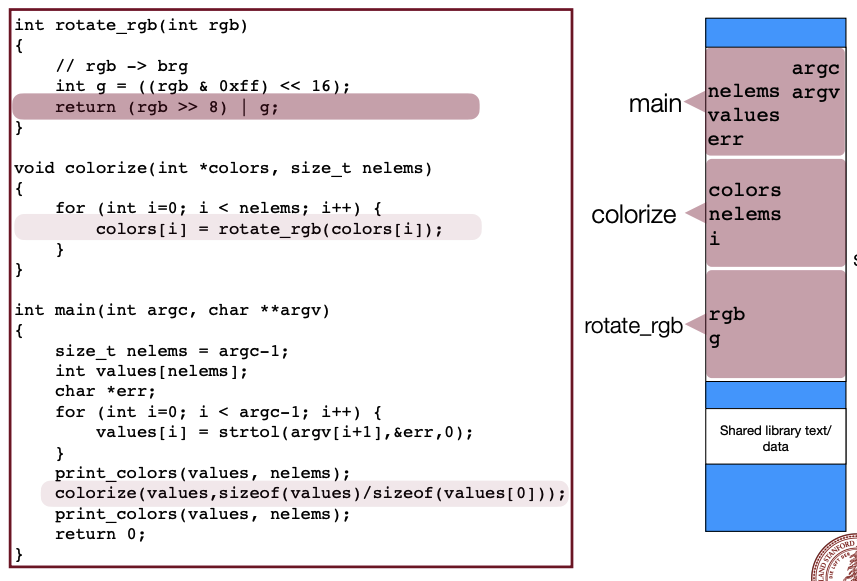 int rotate_rgb(int rgb)
{
    // rgb -> brg
    int g = ((rgb & 0xff) << 16);
    return (rgb >> 8) | g;
}

void colorize(int *colors, size_t nelems)
{
    for (int i=0; i < nelems; i++) {
        colors[i] = rotate_rgb(colors[i]);
    }
}

int main(int argc, char **argv)
{
    size_t nelems = argc-1;
    int values[nelems];
    char *err;
    for (int i=0; i < argc-1; i++) {
        values[i] = strtol(argv[i+1],&err,0);
    }
    print_colors(values, nelems);
    colorize(values,sizeof(values)/sizeof(values[0]));
    print_colors(values, nelems);
    return 0;
}
main
argc
nelems argv
values
err
colorize
colors
nelems
i
rotate_rgb
rgb
g
Shared library text/
data